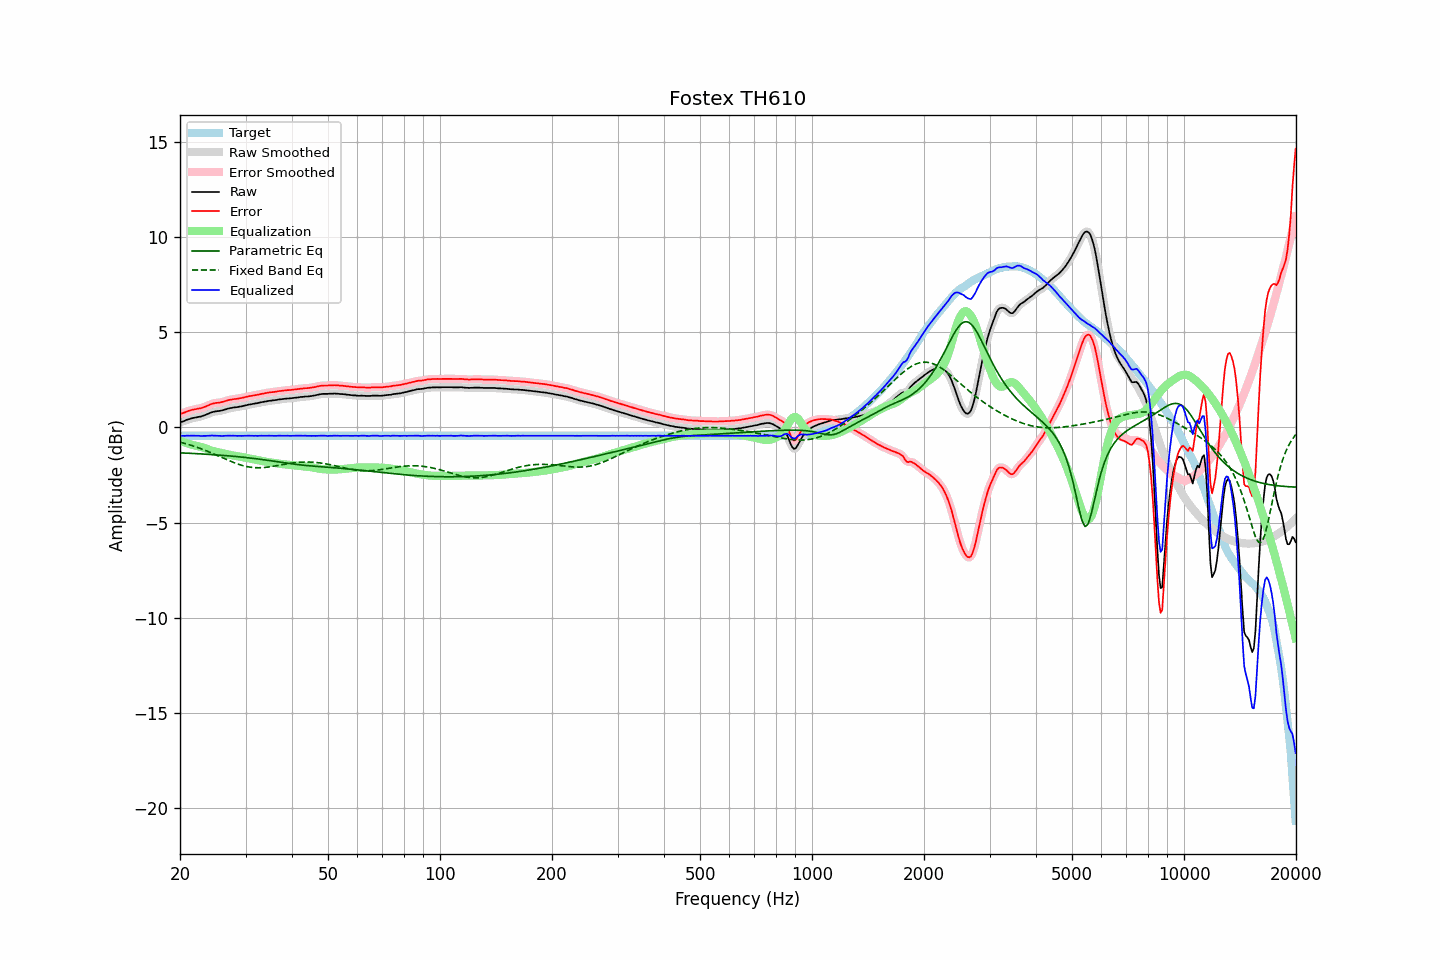 Fostex TH610
Target
Raw Smoothed
Error Smoothed
Raw
Error
Equalization
Parametric Eq
Fixed Band Eq
Equalized
15
10
5
0
−5
−10
−15
−20
Amplitude (dBr)
20 50 100 200 500 1000 2000 5000 10000 20000
Frequency (Hz)